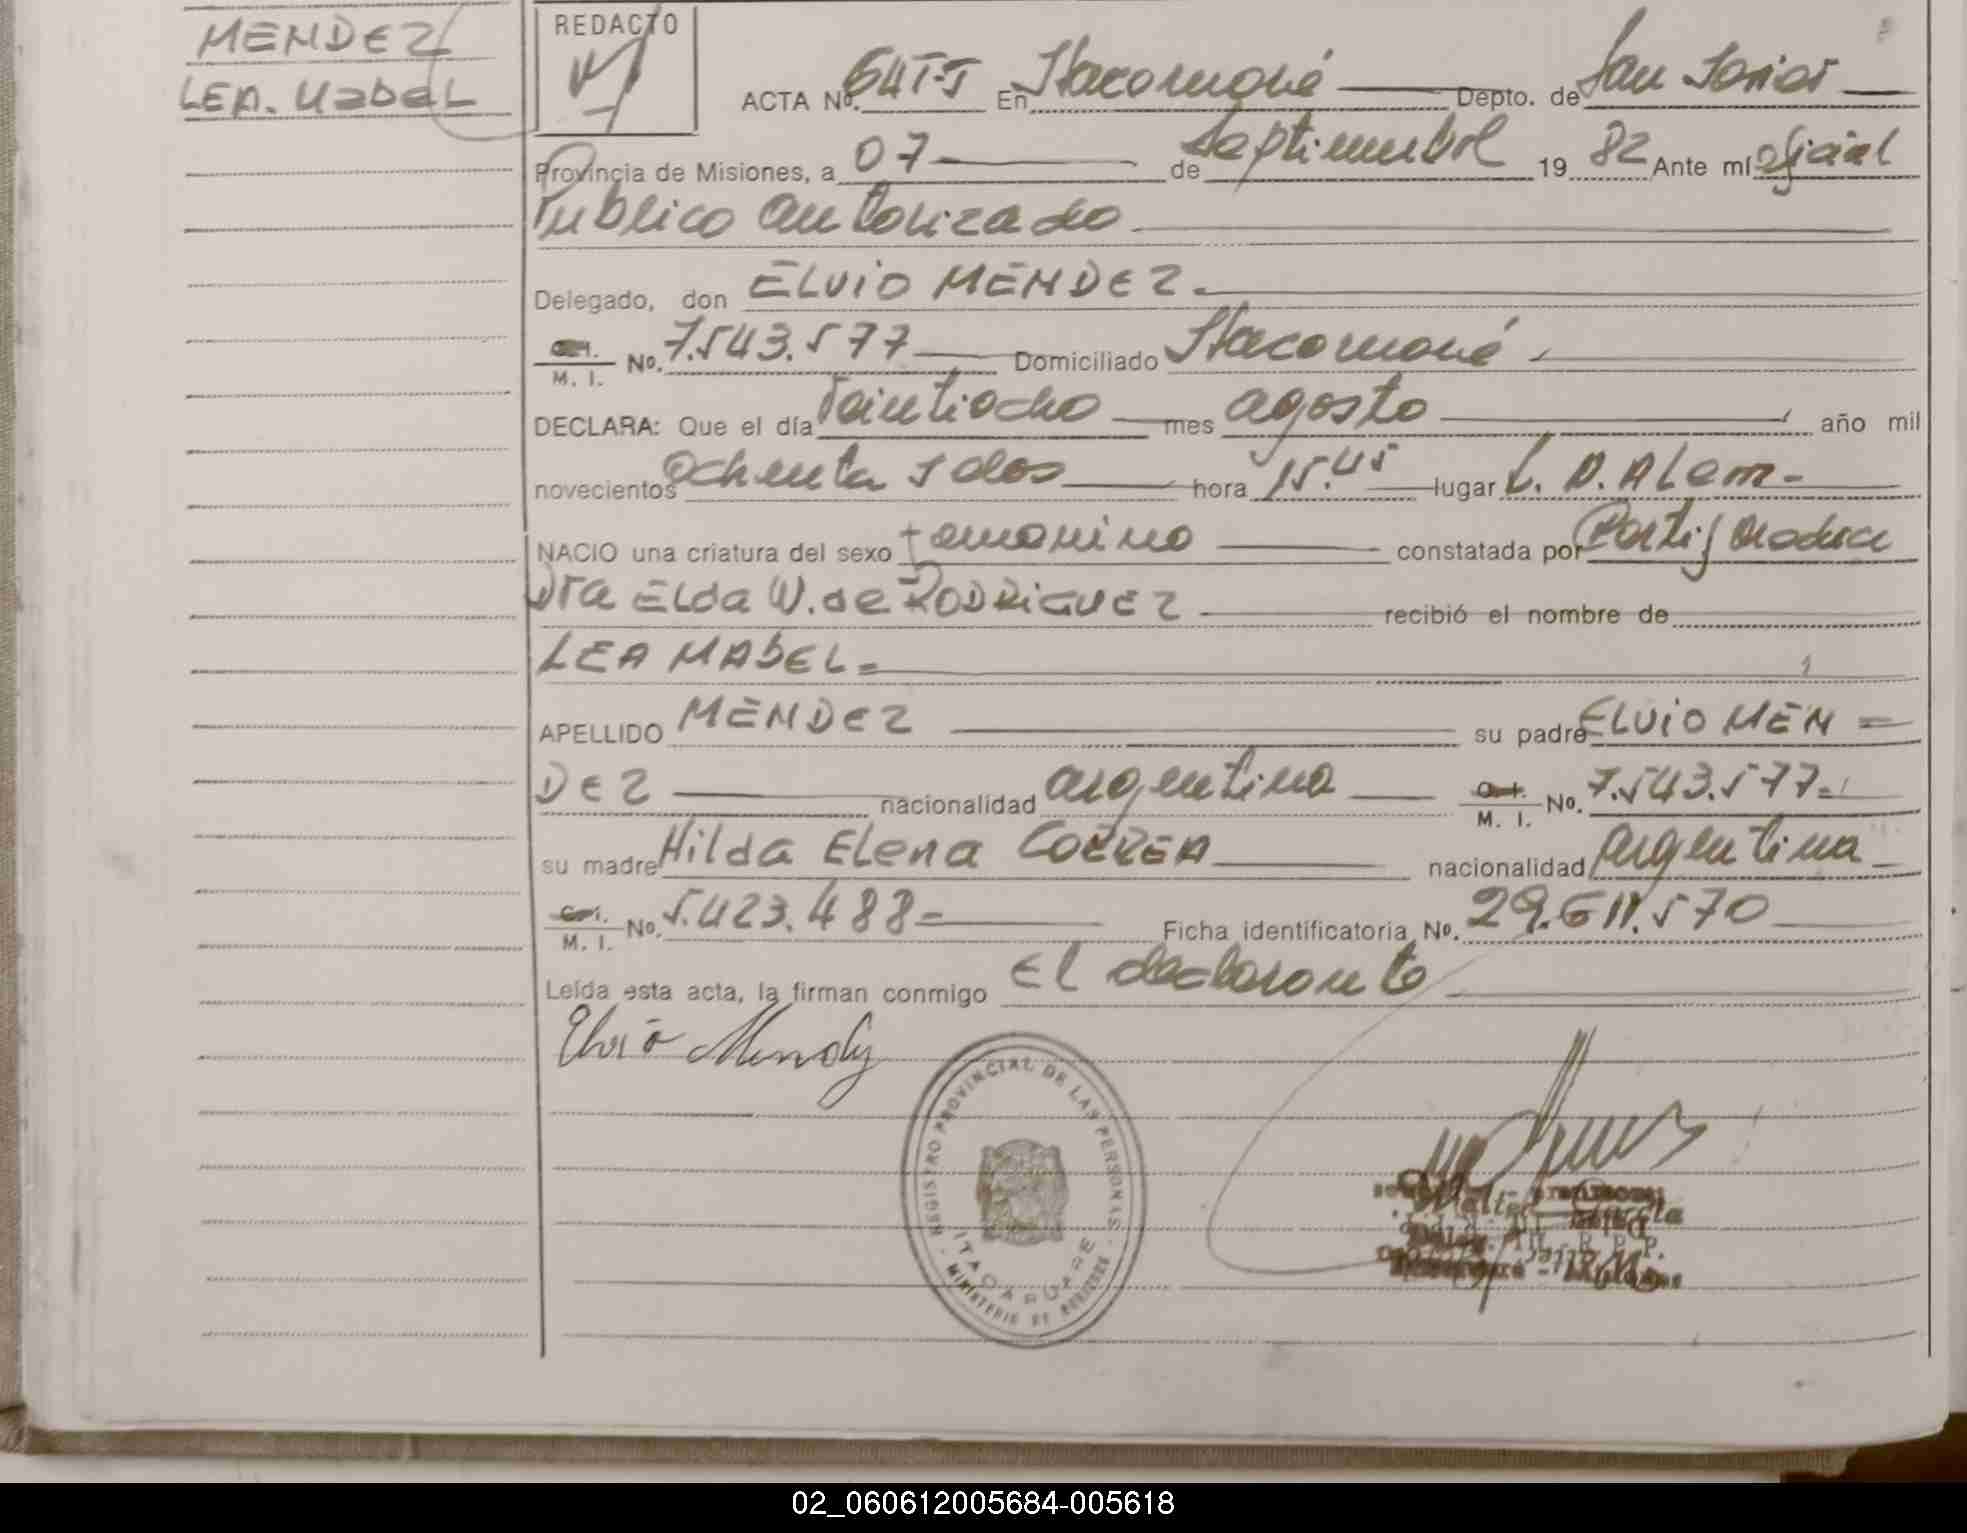 MENDEZ
LEA. MabeL
REDACTO
ACTA No. 64 T-I En Itacaruaré Depto. de San Javier
Provincia de Misiones, a 07 de Septiembre 1982 Ante mí oficial
Publico autorizado
Delegado, don ELVIO MENDEZ.
C. I. M. I. No. 7.543.577 Domiciliado Itacaruaré
DECLARA: Que el día Veintiocho mes agosto año mil
novecientos ochenta y dos hora 15.45 lugar L. N. ALem-
NACIO una criatura del sexo femenino constatada por
Dra ELda W. de RODRiGUEZ recibió el nombre de
LEA MAbEL=
APELLIDO MENDEZ su padre ELVIO MEN=
DEZ nacionalidad argentina M. I. No. 7.543.577=
su madre Hilda ELena CORREA nacionalidad argentina
M. I. No. 5.423.488= Ficha identificatoria No. 29.611.570
Leída esta acta, la firman conmigo El declarante
Elvio Mendez
REGISTRO PROVINCIAL DE LAS PERSONAS
ITACARUARE
MINISTERIO DE GOBIERNO
02_060612005684-005618